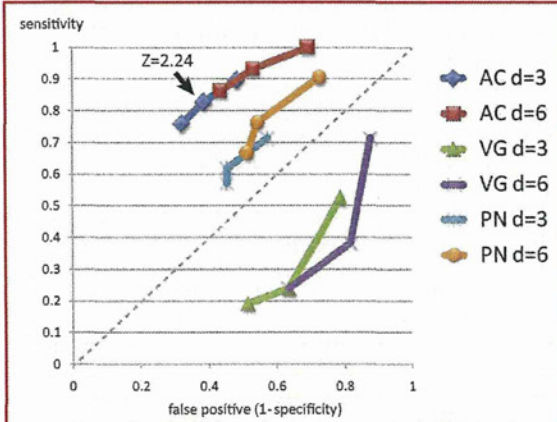 sensitivity
Z=2.24
1
0.9
0.8
0.7
0.6
0.5
0.4
0.3
0.2
0.1
0
0 0.2 0.4 0.6 0.8 1
false positive (1-specificity)
AC d=3
AC d=6
VG d=3
VG d=6
PN d=3
PN d=6